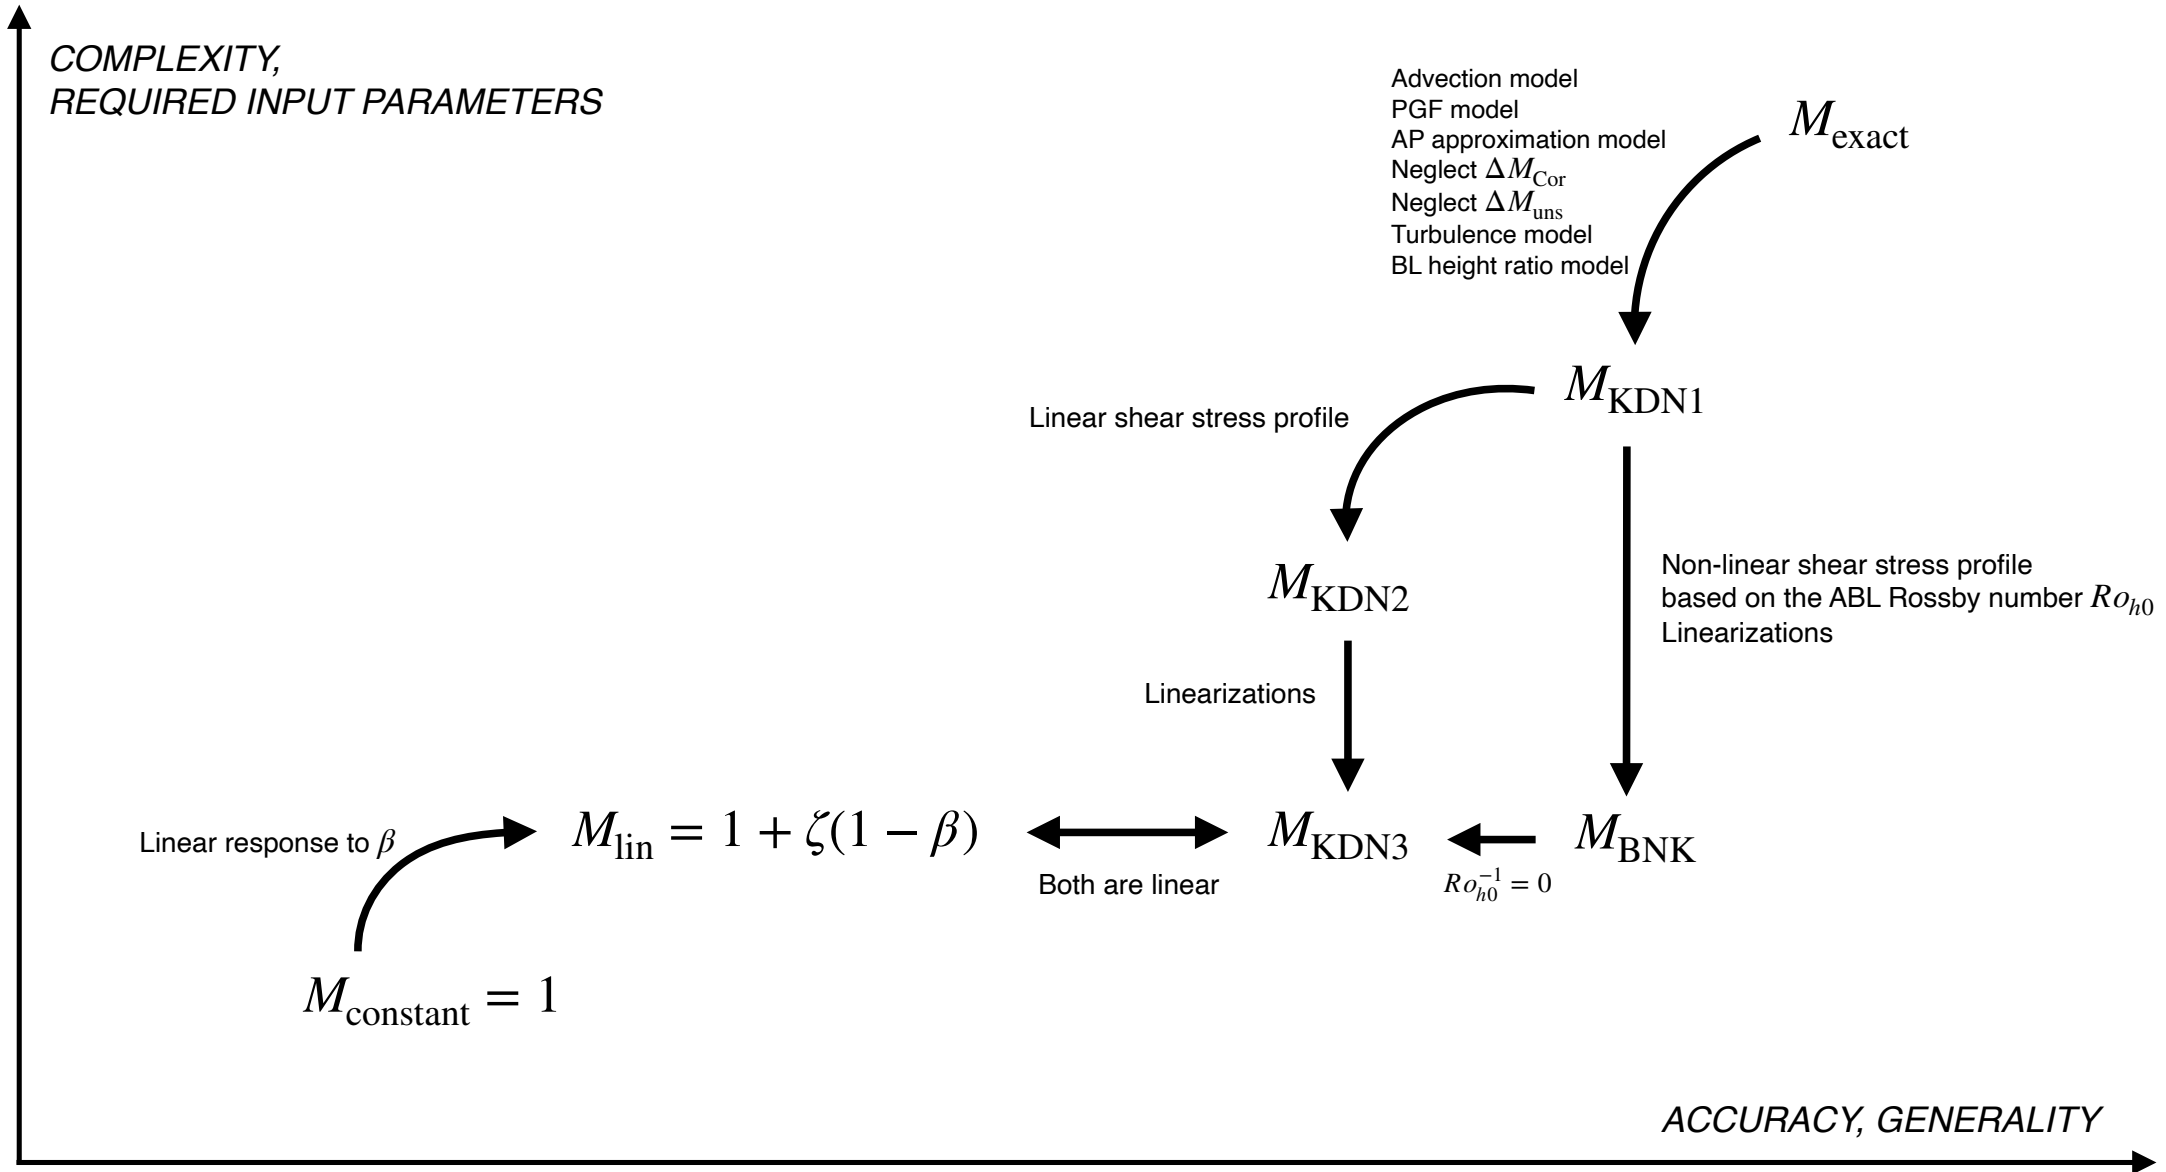 COMPLEXITY,
REQUIRED INPUT PARAMETERS
Advection model
PGF model
AP approximation model
Neglect ΔM_Cor
Neglect ΔM_uns
Turbulence model
BL height ratio model
M_exact
M_KDN1
Linear shear stress profile
M_KDN2
Non-linear shear stress profile
based on the ABL Rossby number Ro_h0
Linearizations
Linearizations
Linear response to β
M_lin = 1 + ζ(1 − β)
Both are linear
M_KDN3
Ro_h0^−1 = 0
M_BNK
M_constant = 1
ACCURACY, GENERALITY